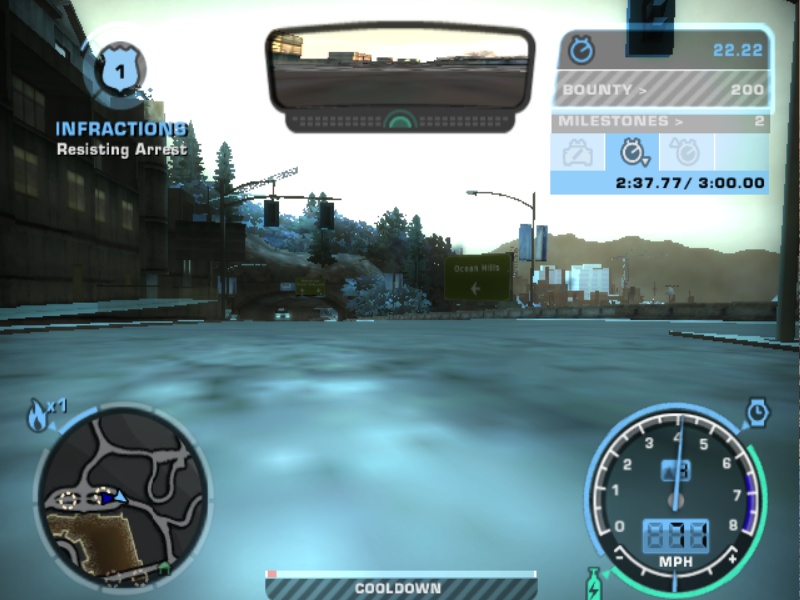 1
22.22
BOUNTY > 200
MILESTONES > 2
INFRACTIONS
Resisting Arrest
2:37.77/ 3:00.00
Ocean Hills
x1
0 1 2 3 4 5 6 7 8
71
MPH
COOLDOWN